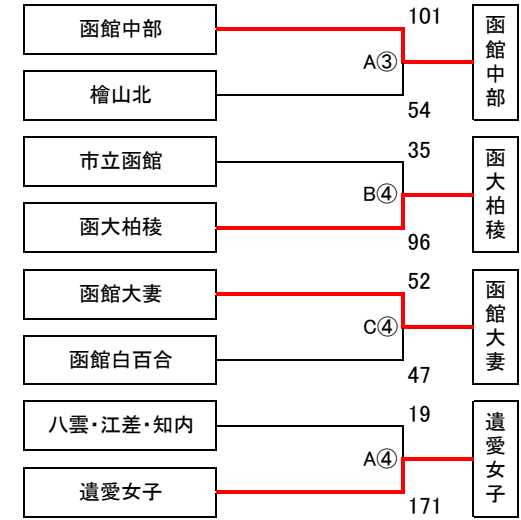 函館中部
101
A③
函館中部
檜山北
54
市立函館
35
B④
函大柏稜
函大柏稜
96
函館大妻
52
C④
函館大妻
函館白百合
47
八雲・江差・知内
19
A④
遺愛女子
遺愛女子
171